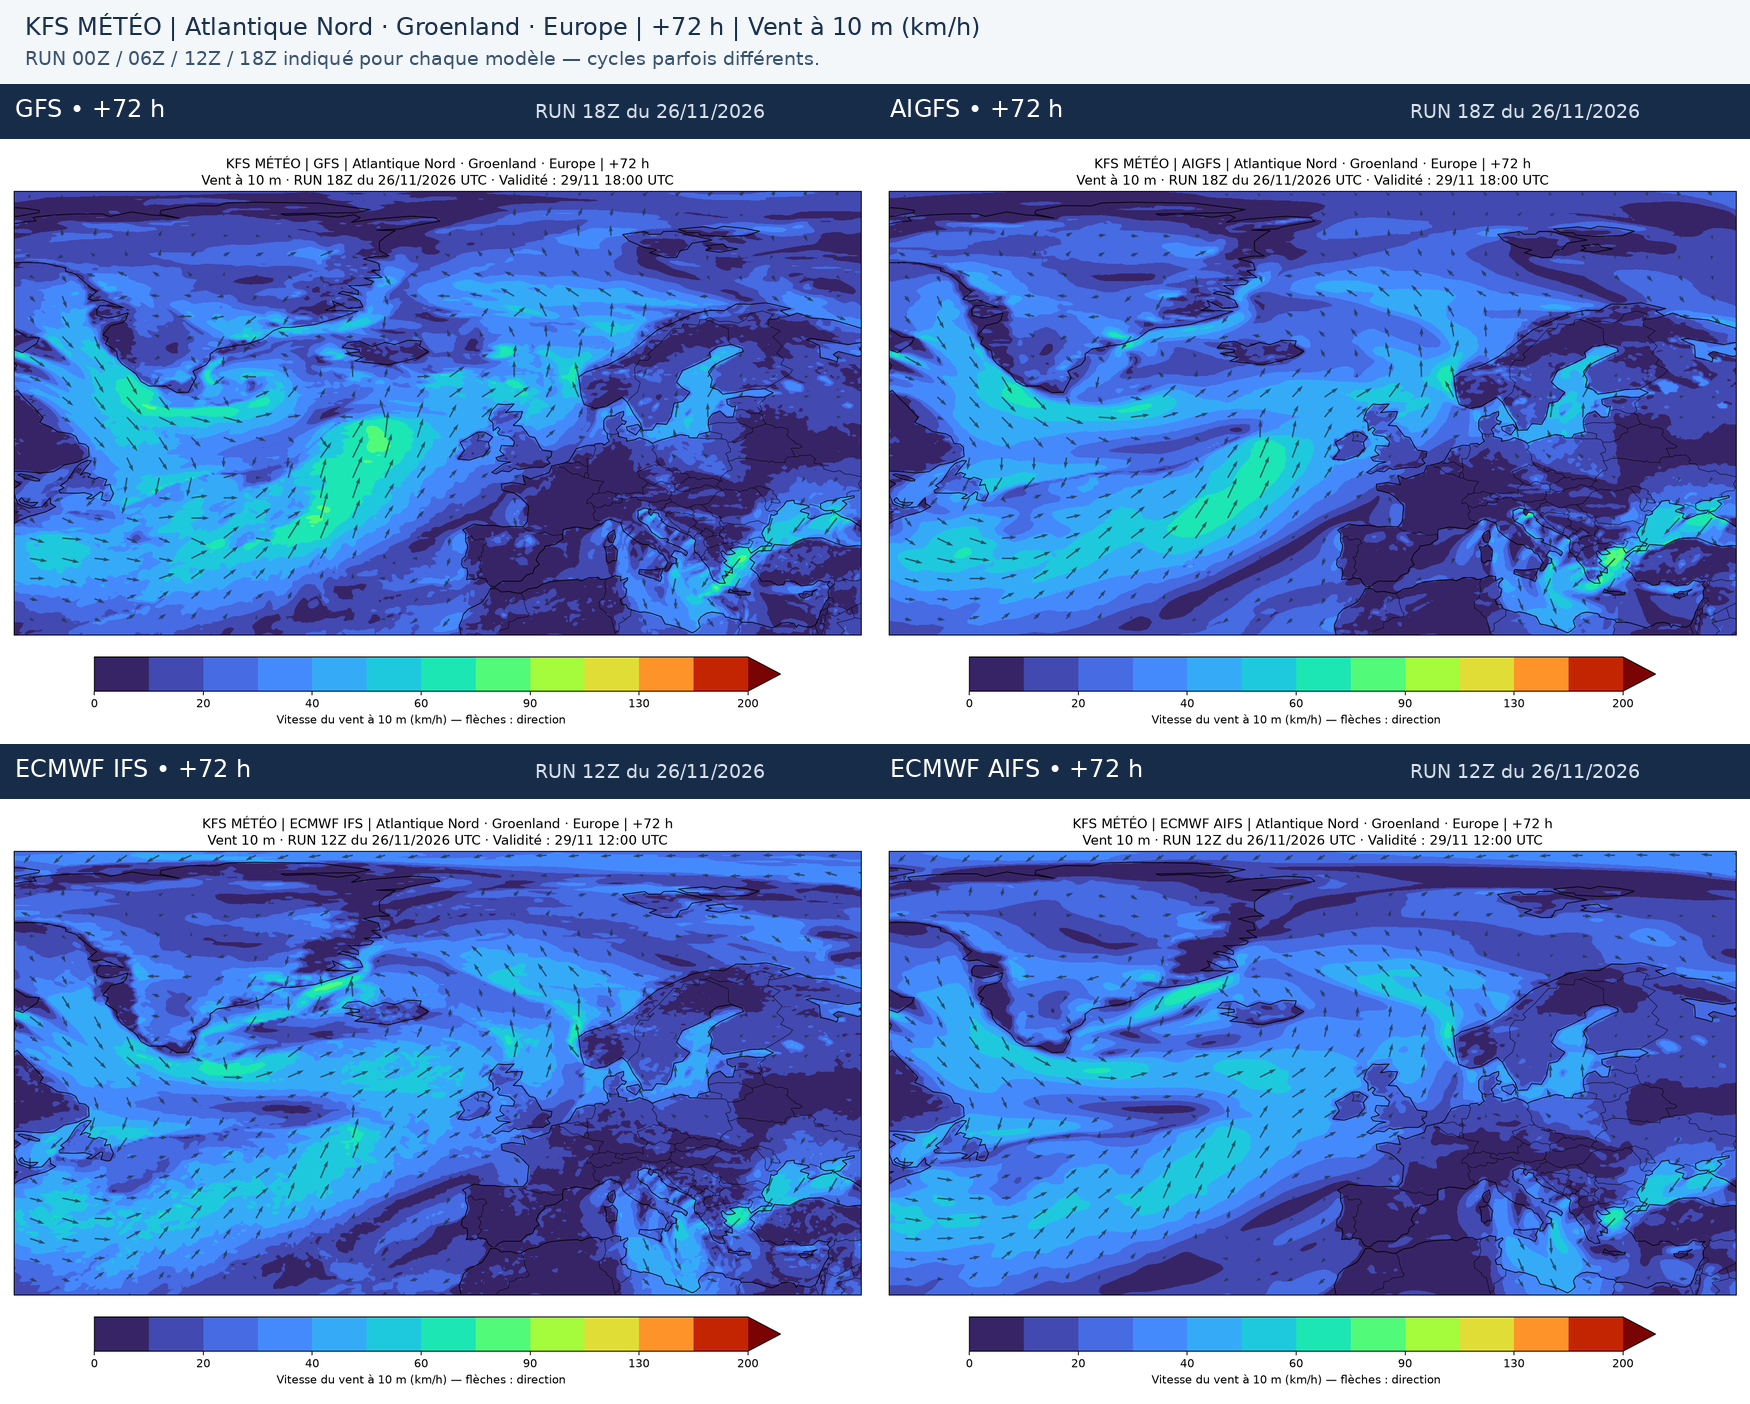 KFS MÉTÉO | Atlantique Nord · Groenland · Europe | +72 h | Vent à 10 m (km/h)
RUN 00Z / 06Z / 12Z / 18Z indiqué pour chaque modèle — cycles parfois différents.
GFS • +72 h
RUN 18Z du 26/11/2026
KFS MÉTÉO | GFS | Atlantique Nord · Groenland · Europe | +72 h
Vent à 10 m · RUN 18Z du 26/11/2026 UTC · Validité : 29/11 18:00 UTC
0 20 40 60 90 130 200
Vitesse du vent à 10 m (km/h) — flèches : direction
AIGFS • +72 h
RUN 18Z du 26/11/2026
KFS MÉTÉO | AIGFS | Atlantique Nord · Groenland · Europe | +72 h
Vent à 10 m · RUN 18Z du 26/11/2026 UTC · Validité : 29/11 18:00 UTC
0 20 40 60 90 130 200
Vitesse du vent à 10 m (km/h) — flèches : direction
ECMWF IFS • +72 h
RUN 12Z du 26/11/2026
KFS MÉTÉO | ECMWF IFS | Atlantique Nord · Groenland · Europe | +72 h
Vent 10 m · RUN 12Z du 26/11/2026 UTC · Validité : 29/11 12:00 UTC
0 20 40 60 90 130 200
Vitesse du vent à 10 m (km/h) — flèches : direction
ECMWF AIFS • +72 h
RUN 12Z du 26/11/2026
KFS MÉTÉO | ECMWF AIFS | Atlantique Nord · Groenland · Europe | +72 h
Vent 10 m · RUN 12Z du 26/11/2026 UTC · Validité : 29/11 12:00 UTC
0 20 40 60 90 130 200
Vitesse du vent à 10 m (km/h) — flèches : direction